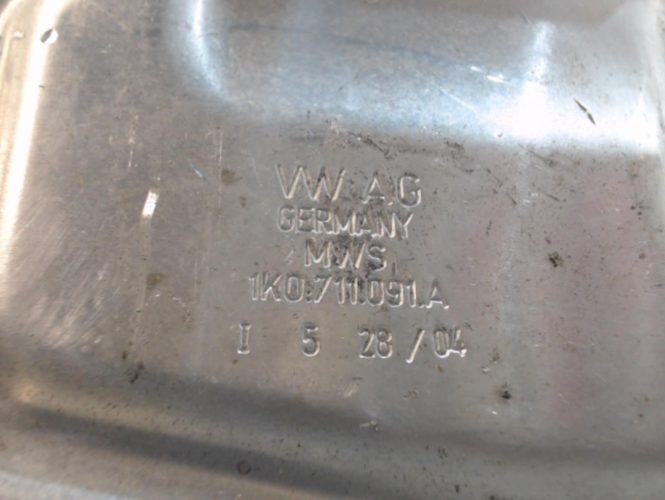 VW AG
GERMANY
MWS
1K0.711.091.A
I 5 28/04